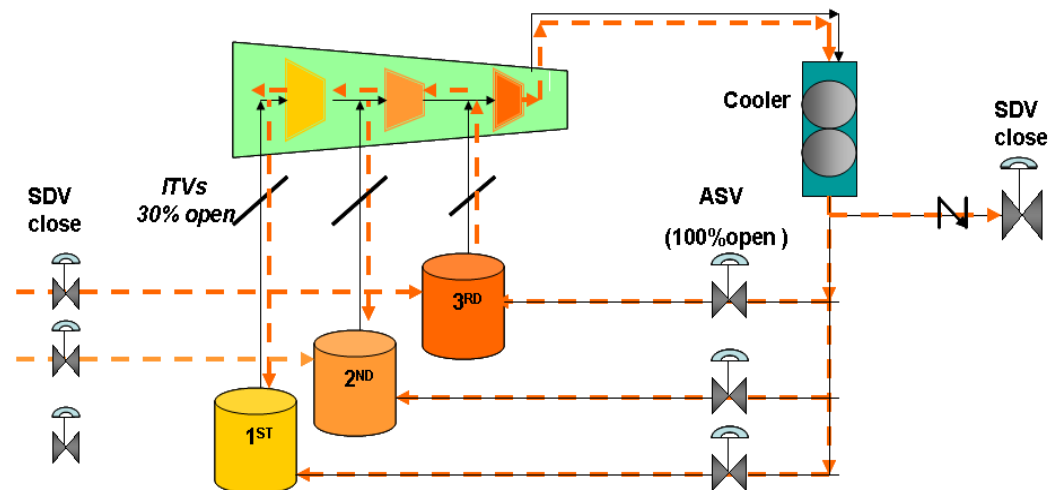 Cooler
SDV
close
ITVs
30% open
SDV
close
ASV
(100%open )
3RD
2ND
1ST